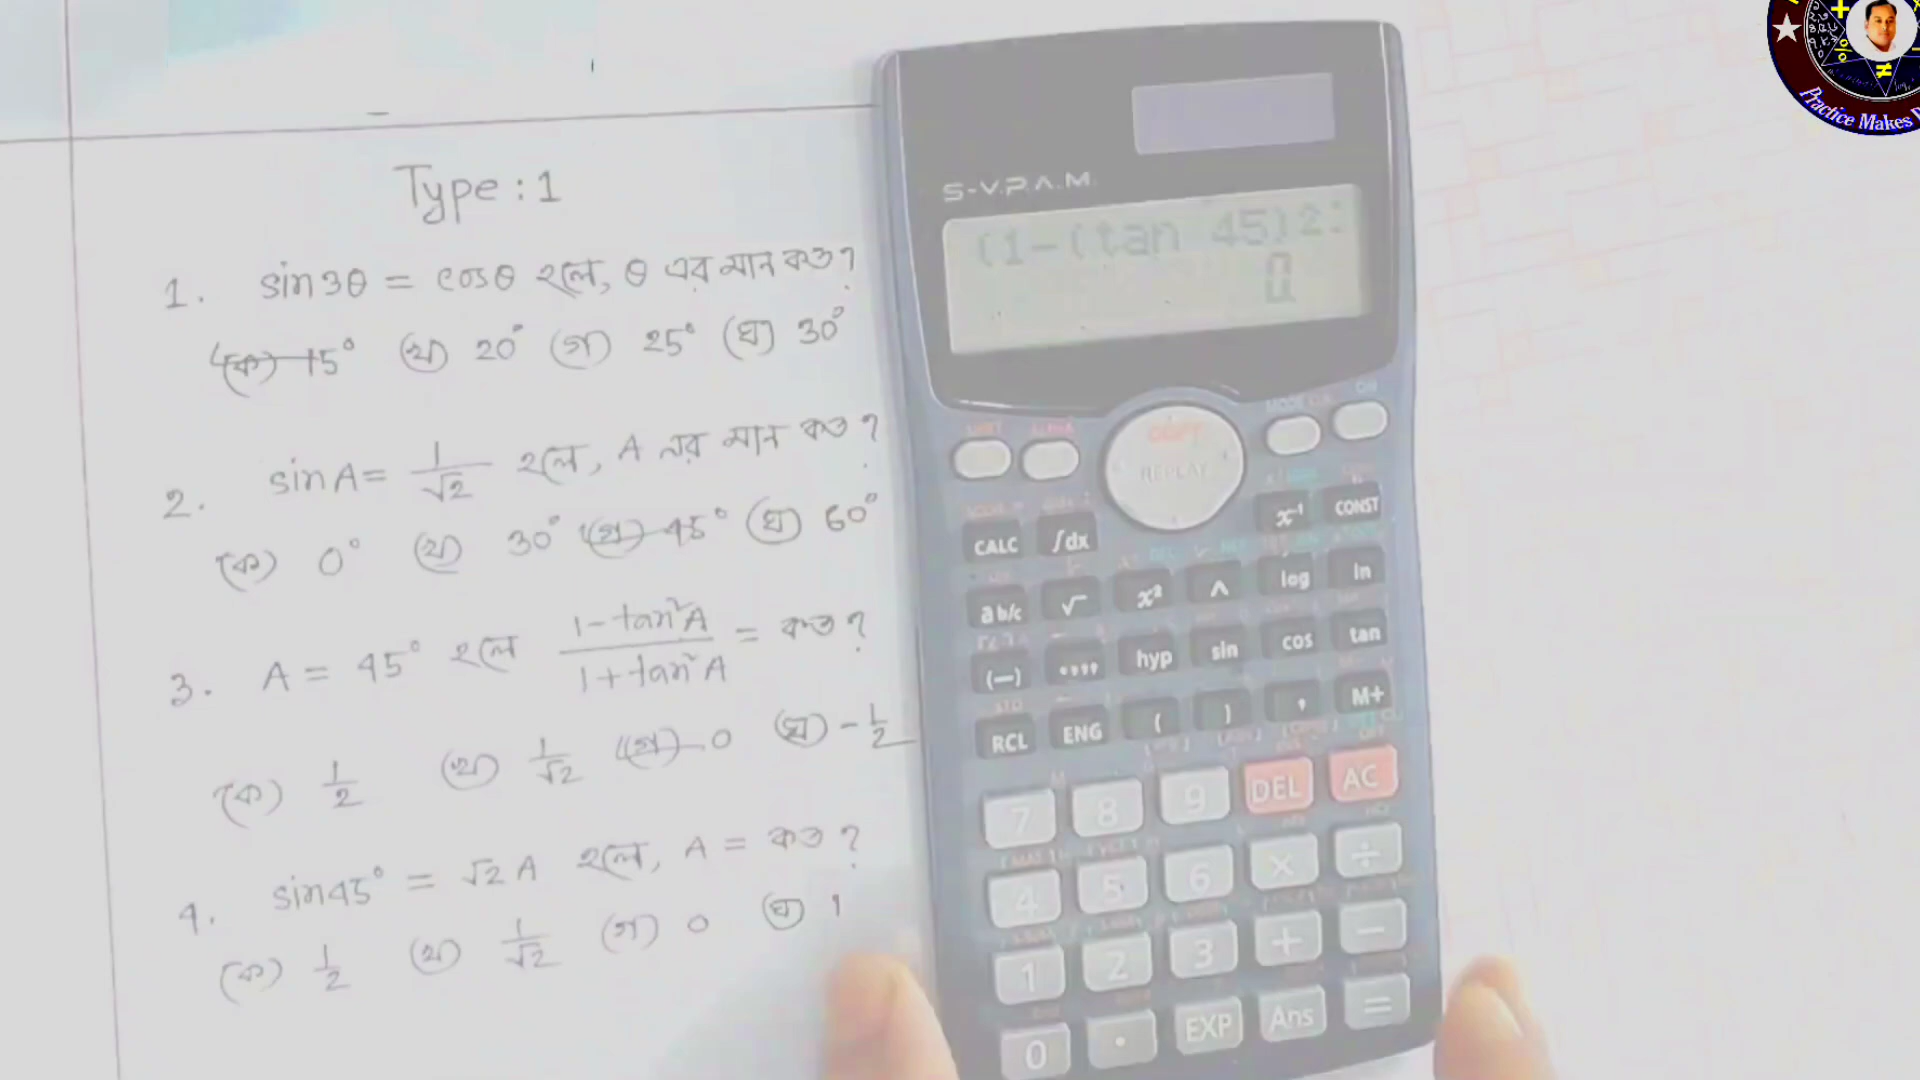 Type : 1
1. sin3θ = cosθ হলে, θ এর মান কত?
(ক) 15° (খ) 20° (গ) 25° (ঘ) 30°
2. sinA = 1/√2 হলে, A এর মান কত?
(ক) 0° (খ) 30° (গ) 45° (ঘ) 60°
3. A = 45° হলে (1-tan²A)/(1+tan²A) = কত?
(ক) 1/2 (খ) 1/√2 (গ) 0 (ঘ) -1/2
4. sin45° = √2A হলে, A = কত?
(ক) 1/2 (খ) 1/√2 (গ) 0 (ঘ) 1
S-V.P.A.M.
(1-(tan 45)2
0
REPLAY
x⁻¹ CONST
CALC ∫dx
ab/c √ x² ^ log ln
(—) hyp sin cos tan
RCL ENG ( ) , M+
7 8 9 DEL AC
4 5 6 × ÷
1 2 3 + −
0 . EXP Ans =
Practice Makes